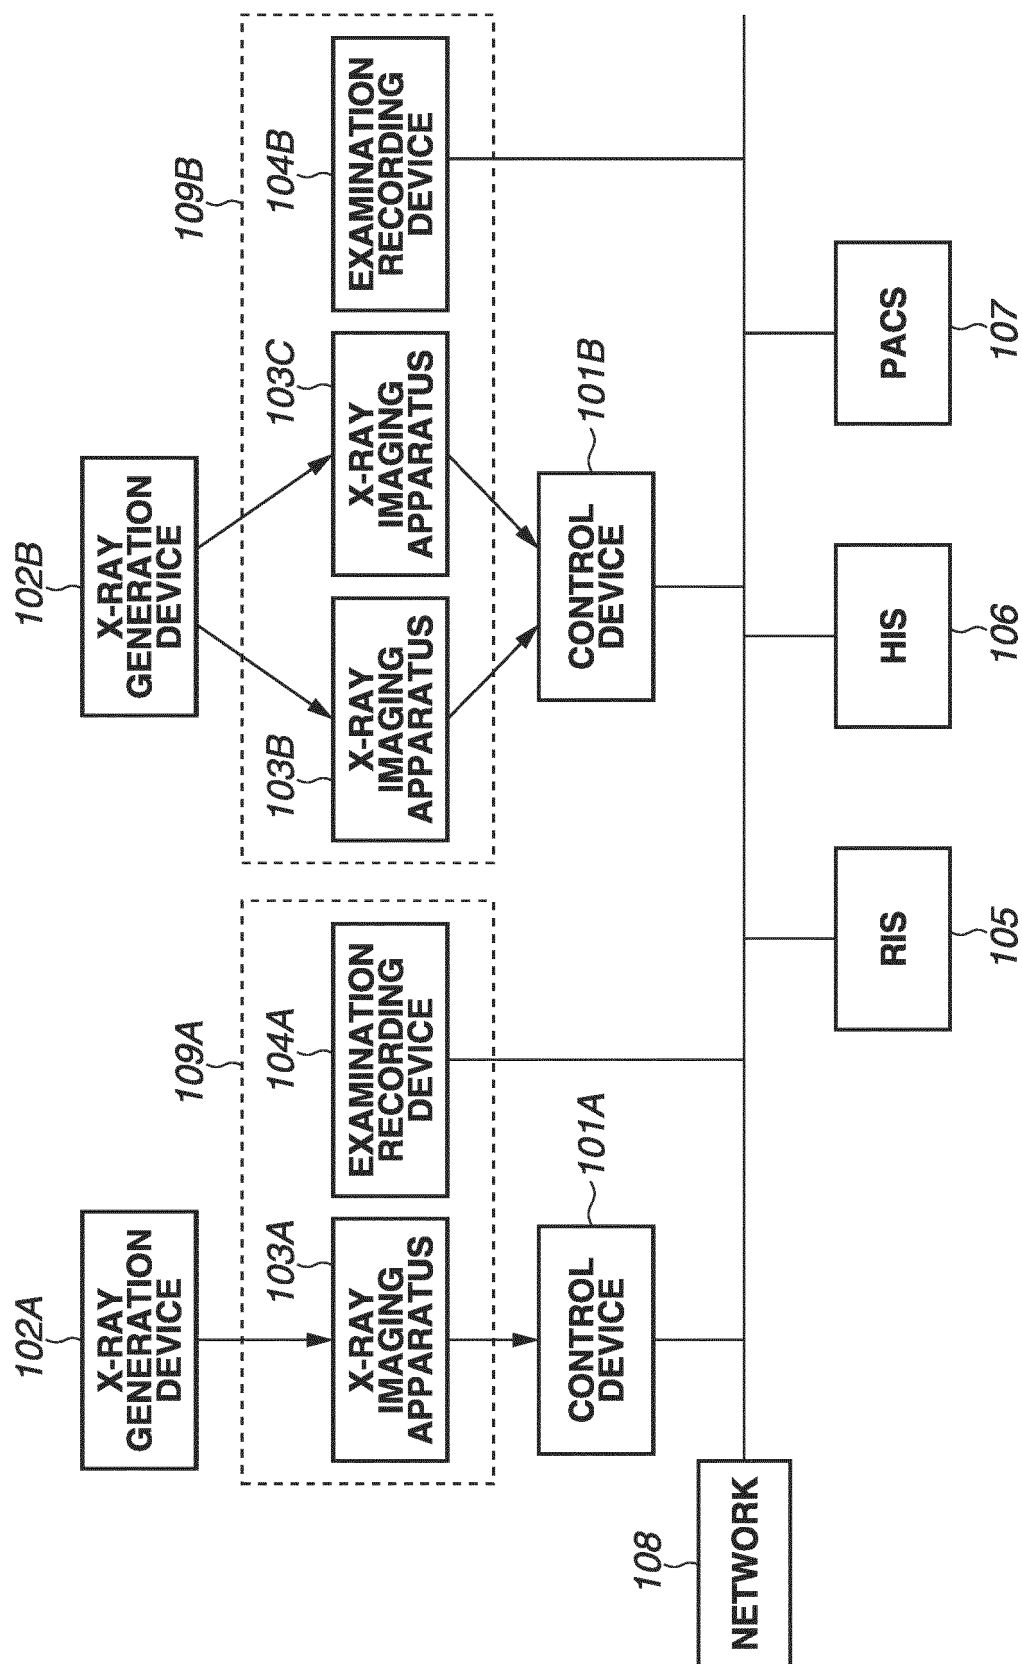 102A
X-RAY
GENERATION
DEVICE
102B
X-RAY
GENERATION
DEVICE
109A
109B
103A
X-RAY
IMAGING
APPARATUS
104A
EXAMINATION
RECORDING
DEVICE
103B
X-RAY
IMAGING
APPARATUS
103C
X-RAY
IMAGING
APPARATUS
104B
EXAMINATION
RECORDING
DEVICE
101A
CONTROL
DEVICE
101B
CONTROL
DEVICE
108
NETWORK
RIS
105
HIS
106
PACS
107